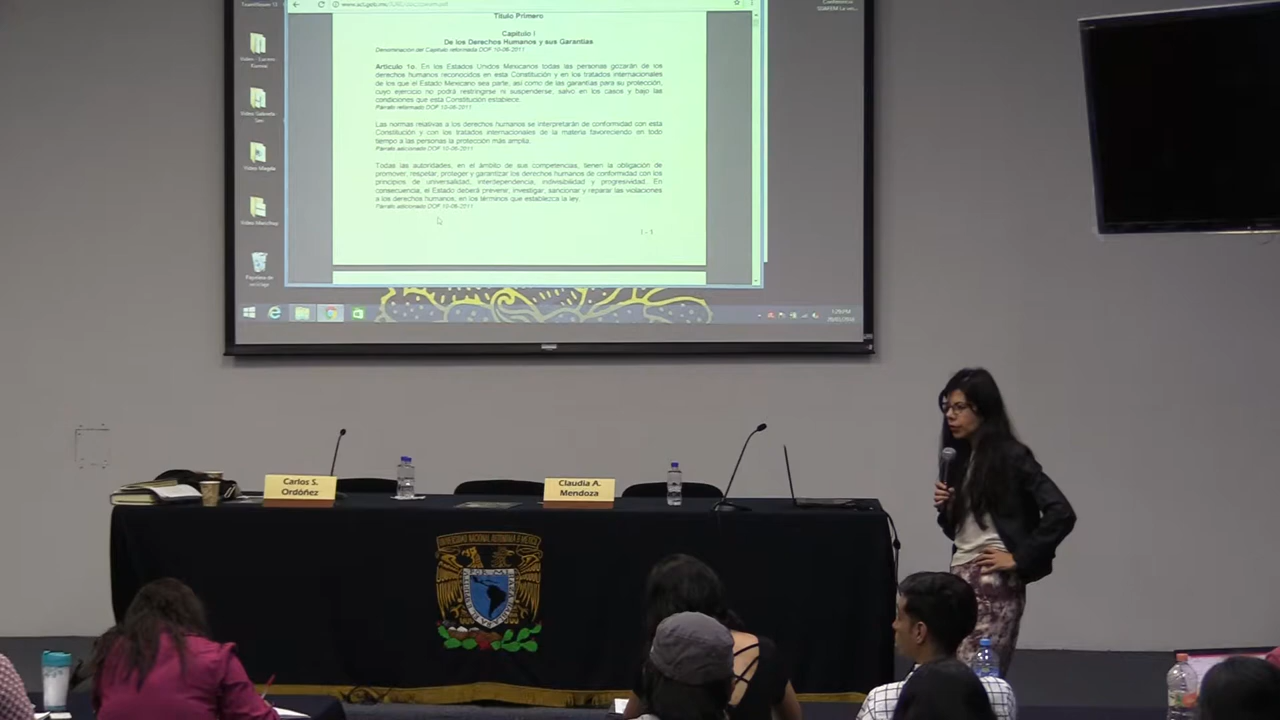 Título Primero
Capítulo I
De los Derechos Humanos y sus Garantías
Denominación del Capítulo reformada DOF 10-06-2011
Artículo 1o. En los Estados Unidos Mexicanos todas las personas gozarán de los
derechos humanos reconocidos en esta Constitución y en los tratados internacionales
de los que el Estado Mexicano sea parte, así como de las garantías para su protección,
cuyo ejercicio no podrá restringirse ni suspenderse, salvo en los casos y bajo las
condiciones que esta Constitución establece.
Párrafo reformado DOF 10-06-2011
Las normas relativas a los derechos humanos se interpretarán de conformidad con esta
Constitución y con los tratados internacionales de la materia favoreciendo en todo
tiempo a las personas la protección más amplia.
Párrafo adicionado DOF 10-06-2011
Todas las autoridades, en el ámbito de sus competencias, tienen la obligación de
promover, respetar, proteger y garantizar los derechos humanos de conformidad con los
principios de universalidad, interdependencia, indivisibilidad y progresividad. En
consecuencia, el Estado deberá prevenir, investigar, sancionar y reparar las violaciones
a los derechos humanos, en los términos que establezca la ley.
Párrafo adicionado DOF 10-06-2011
Papelera de
reciclaje
Carlos S.
Ordóñez
Claudia A.
Mendoza
UNIVERSIDAD NACIONAL AUTONOMA DE MEXICO